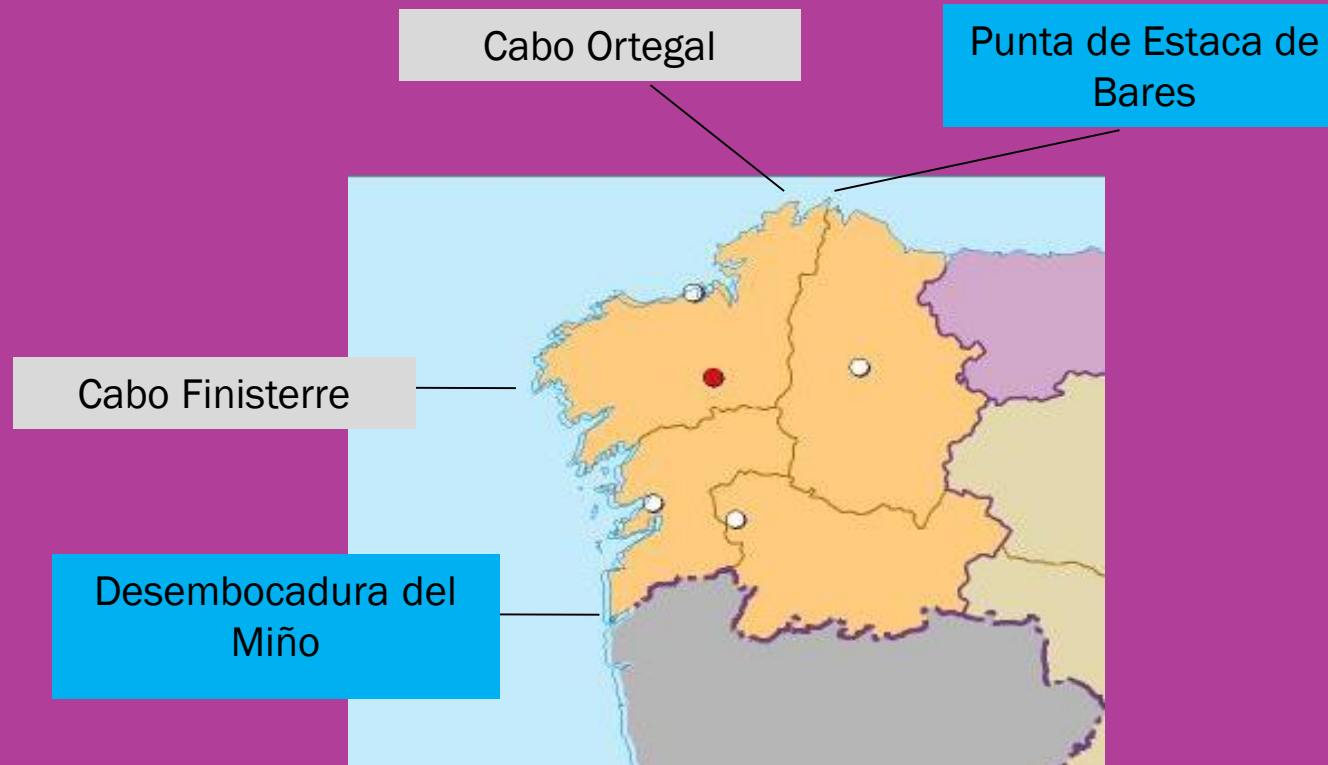 Cabo Ortegal
Punta de Estaca de
Bares
Cabo Finisterre
Desembocadura del
Miño